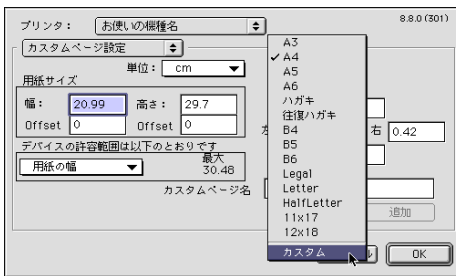 プリンタ： お使いの機種名
8.8.0 (301)
カスタムページ設定
単位： cm
用紙サイズ
幅： 20.99 高さ： 29.7
Offset 0 Offset 0
右 0.42
デバイスの許容範囲は以下のとおりです
用紙の幅
最大
30.48
カスタムページ名
追加
OK
A3
✓A4
A5
A6
ハガキ
往復ハガキ
B4
B5
B6
Legal
Letter
HalfLetter
11x17
12x18
カスタム